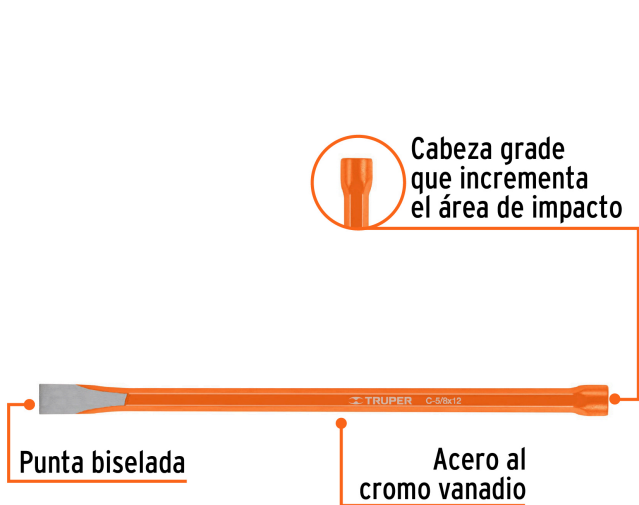 Cabeza grade
que incrementa
el área de impacto
TRUPER C-5/8x12
Punta biselada
Acero al
cromo vanadio